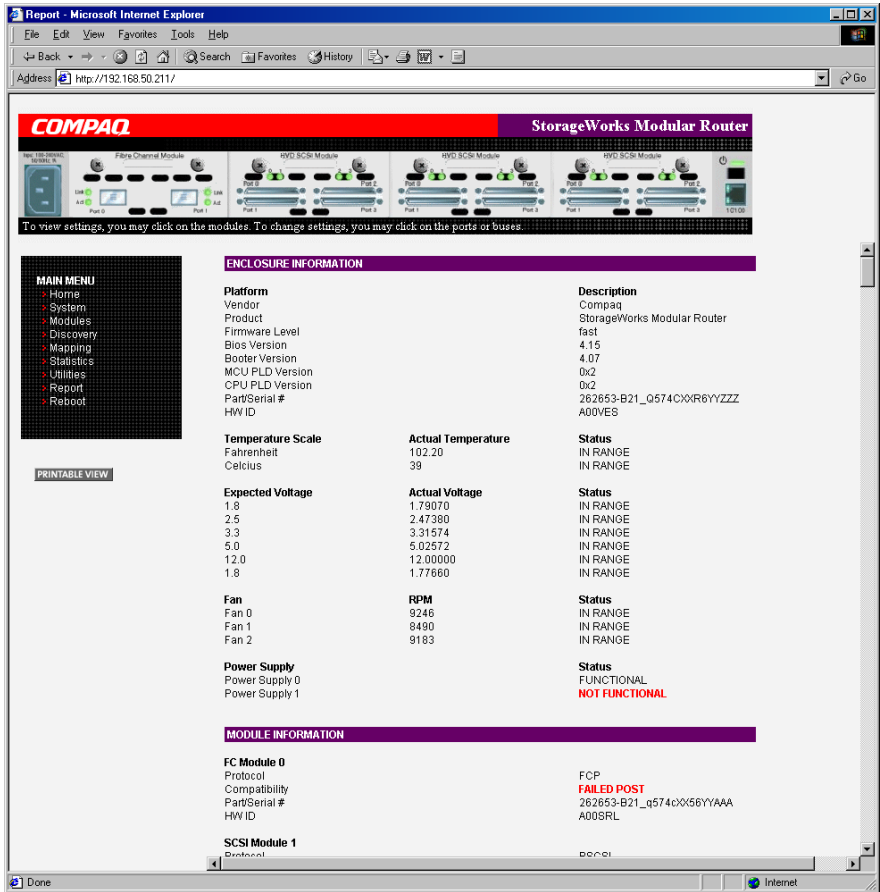 Report - Microsoft Internet Explorer
File Edit View Favorites Tools Help
Back Search Favorites History
Address http://192.168.50.211/ Go
COMPAQ StorageWorks Modular Router
Fibre Channel Module HVD SCSI Module HVD SCSI Module HVD SCSI Module
Port 0 Port 2 Port 0 Port 2 Port 0 Port 2
Link Link
Act Act
Port 0 Port 1 Port 1 Port 3 Port 1 Port 3 Port 1 Port 3
To view settings, you may click on the modules. To change settings, you may click on the ports or buses.
MAIN MENU
> Home
> System
> Modules
> Discovery
> Mapping
> Statistics
> Utilities
> Report
> Reboot
PRINTABLE VIEW
ENCLOSURE INFORMATION
Platform Description
Vendor Compaq
Product StorageWorks Modular Router
Firmware Level fast
Bios Version 4.15
Booter Version 4.07
MCU PLD Version 0x2
CPU PLD Version 0x2
Part/Serial # 262653-B21_Q574CXXR6YYZZZ
HW ID A00VES
Temperature Scale Actual Temperature Status
Fahrenheit 102.20 IN RANGE
Celcius 39 IN RANGE
Expected Voltage Actual Voltage Status
1.8 1.79070 IN RANGE
2.5 2.47380 IN RANGE
3.3 3.31574 IN RANGE
5.0 5.02572 IN RANGE
12.0 12.00000 IN RANGE
1.8 1.77660 IN RANGE
Fan RPM Status
Fan 0 9246 IN RANGE
Fan 1 8490 IN RANGE
Fan 2 9183 IN RANGE
Power Supply Status
Power Supply 0 FUNCTIONAL
Power Supply 1 NOT FUNCTIONAL
MODULE INFORMATION
FC Module 0
Protocol FCP
Compatibility FAILED POST
Part/Serial # 262653-B21_q574cXX56YYAAA
HW ID A00SRL
SCSI Module 1
Protocol PSCSI
Done Internet